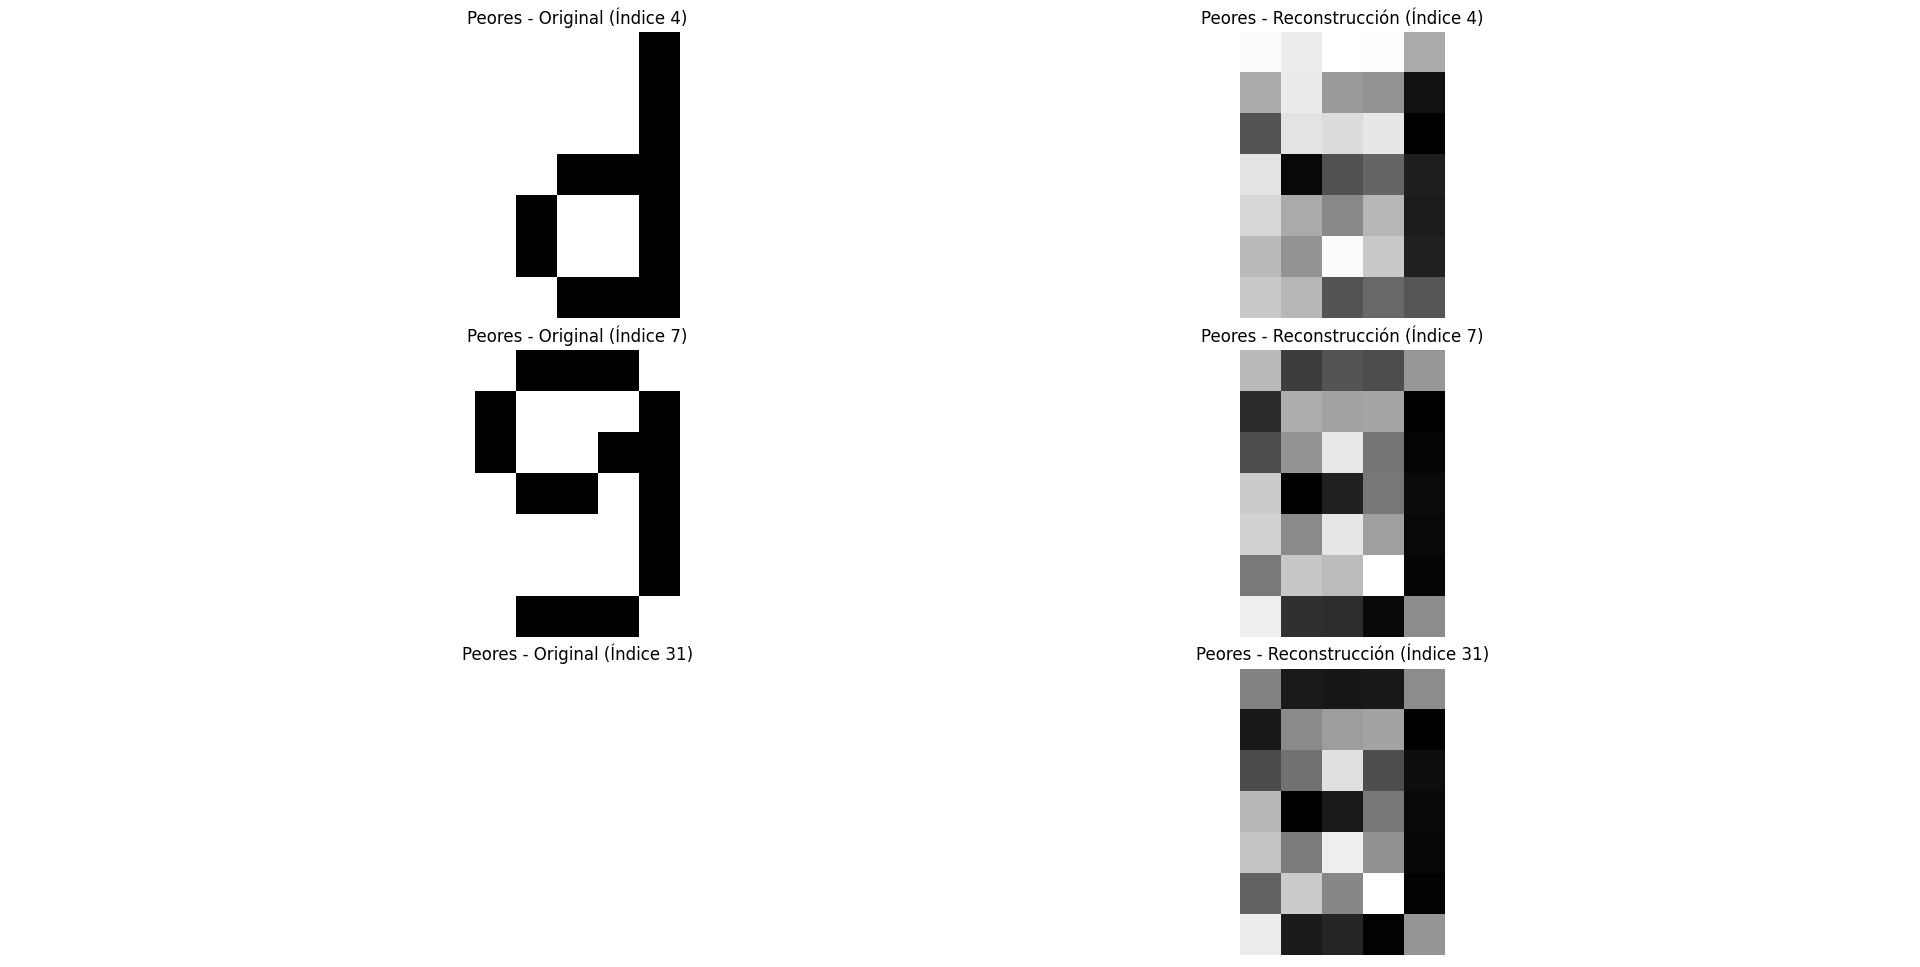 Peores - Original (Índice 4)
Peores - Reconstrucción (Índice 4)
d
Peores - Original (Índice 7)
Peores - Reconstrucción (Índice 7)
g
Peores - Original (Índice 31)
Peores - Reconstrucción (Índice 31)